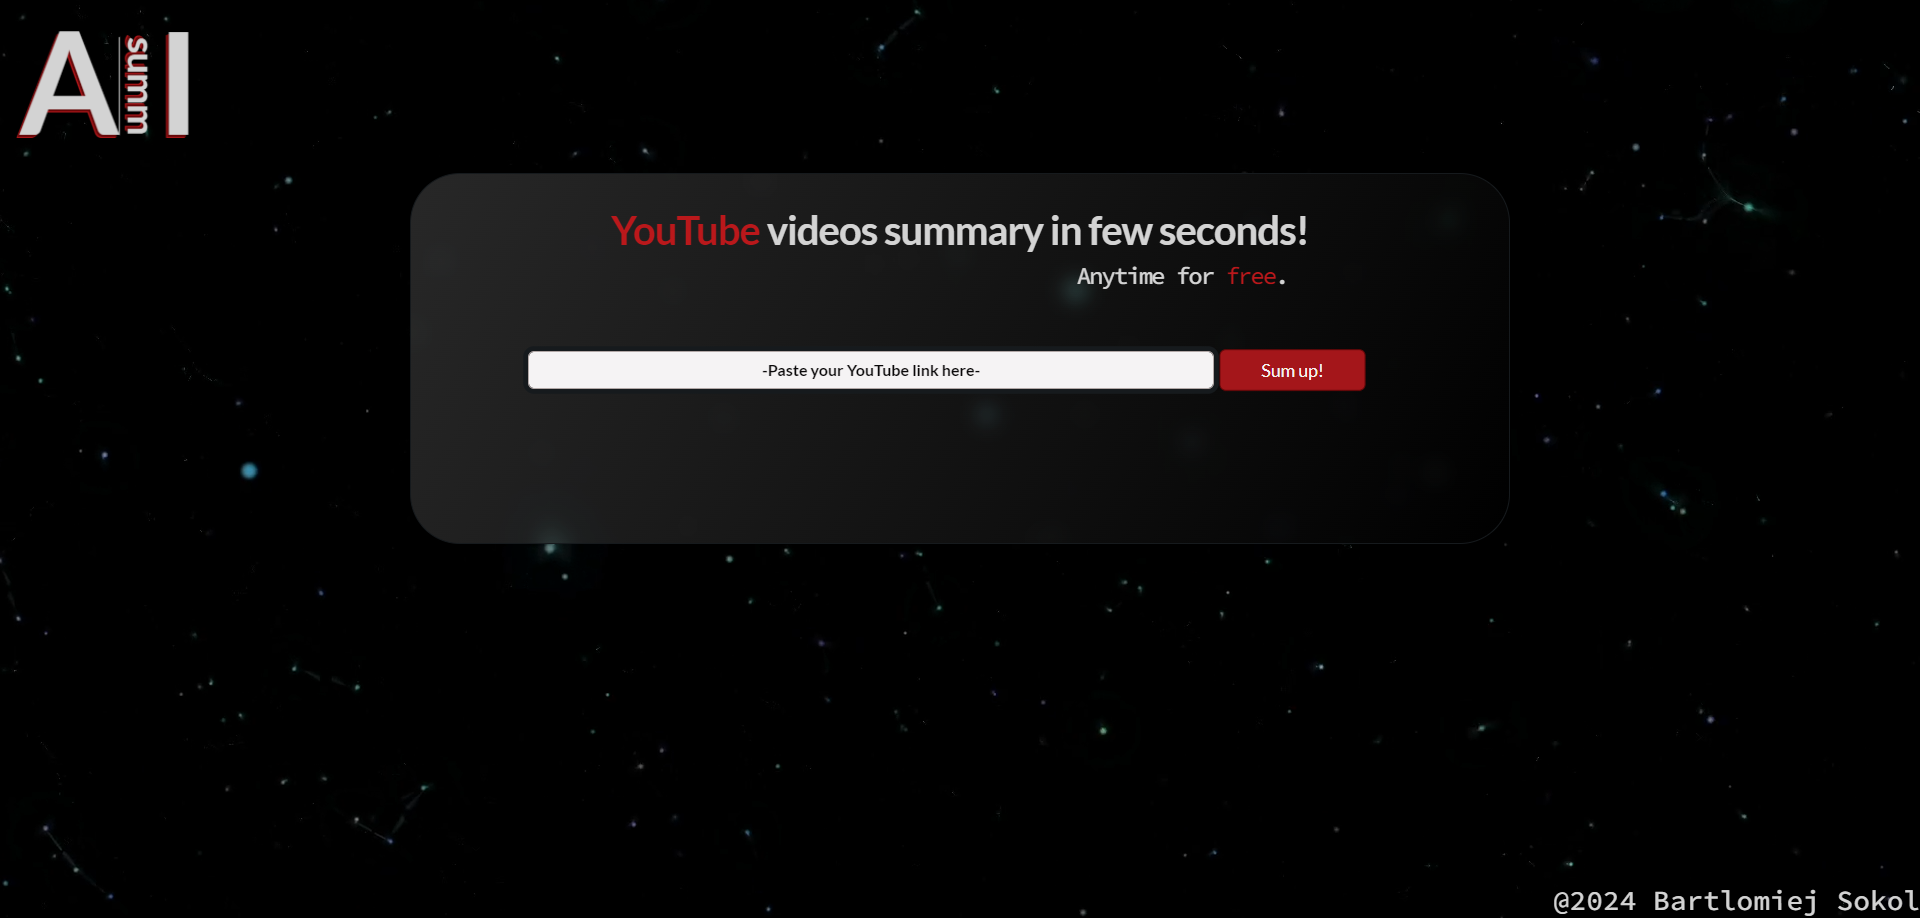 A summ I
YouTube videos summary in few seconds!
Anytime for free.
-Paste your YouTube link here-
Sum up!
@2024 Bartlomiej Sokol